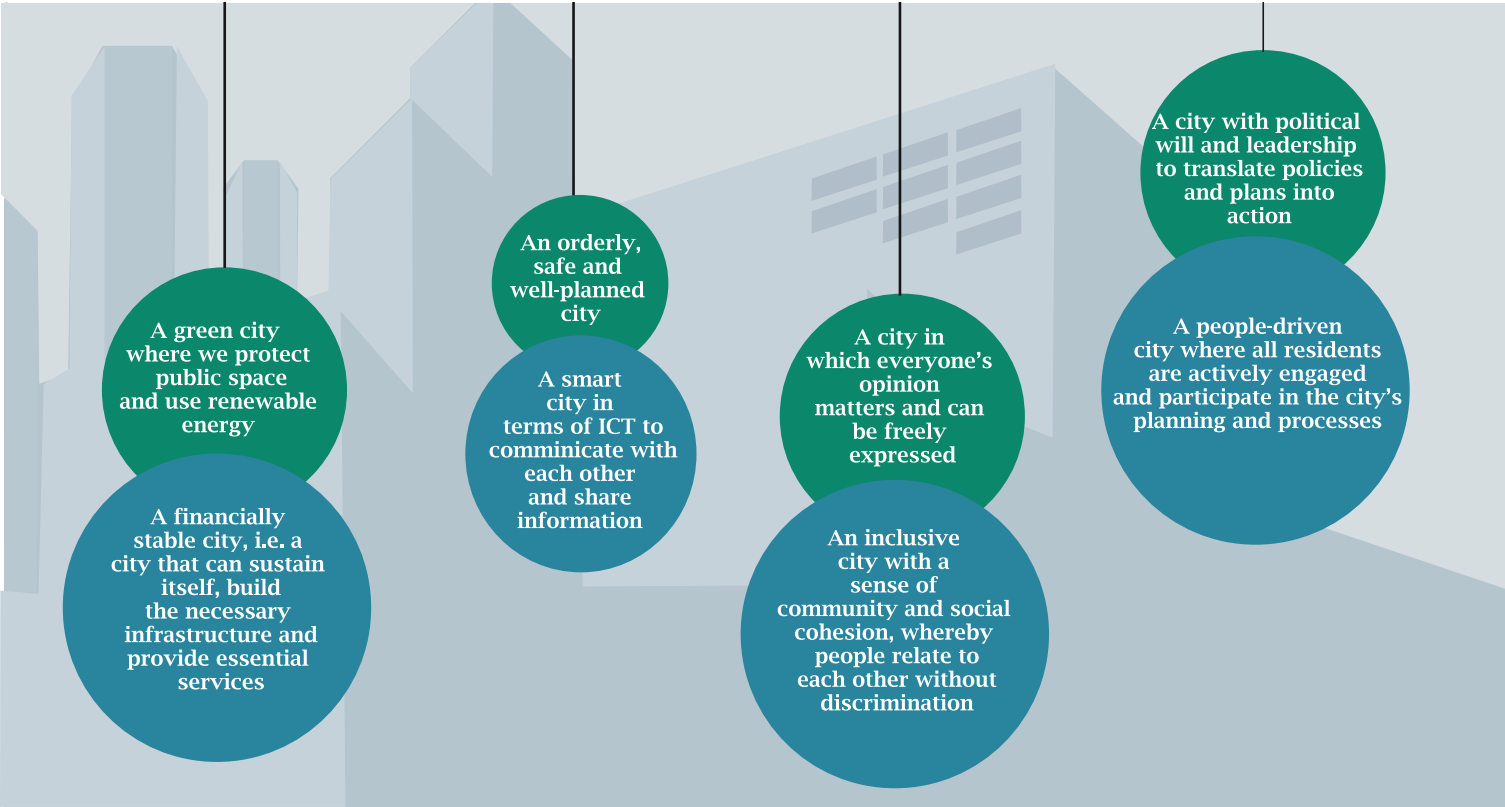 A green city
where we protect
public space
and use renewable
energy
A financially
stable city, i.e. a
city that can sustain
itself, build
the necessary
infrastructure and
provide essential
services
An orderly,
safe and
well-planned
city
A smart
city in
terms of ICT to
comminicate with
each other
and share
information
A city in
which everyone’s
opinion
matters and can
be freely
expressed
An inclusive
city with a
sense of
community and social
cohesion, whereby
people relate to
each other without
discrimination
A city with political
will and leadership
to translate policies
and plans into
action
A people-driven
city where all residents
are actively engaged
and participate in the city’s
planning and processes